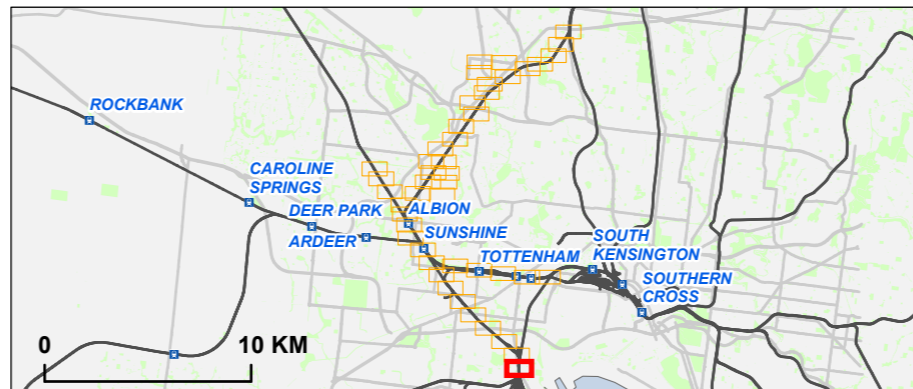 ROCKBANK
CAROLINE
SPRINGS
DEER PARK
ALBION
ARDEER
SUNSHINE
TOTTENHAM
SOUTH
KENSINGTON
SOUTHERN
CROSS
0
10 KM